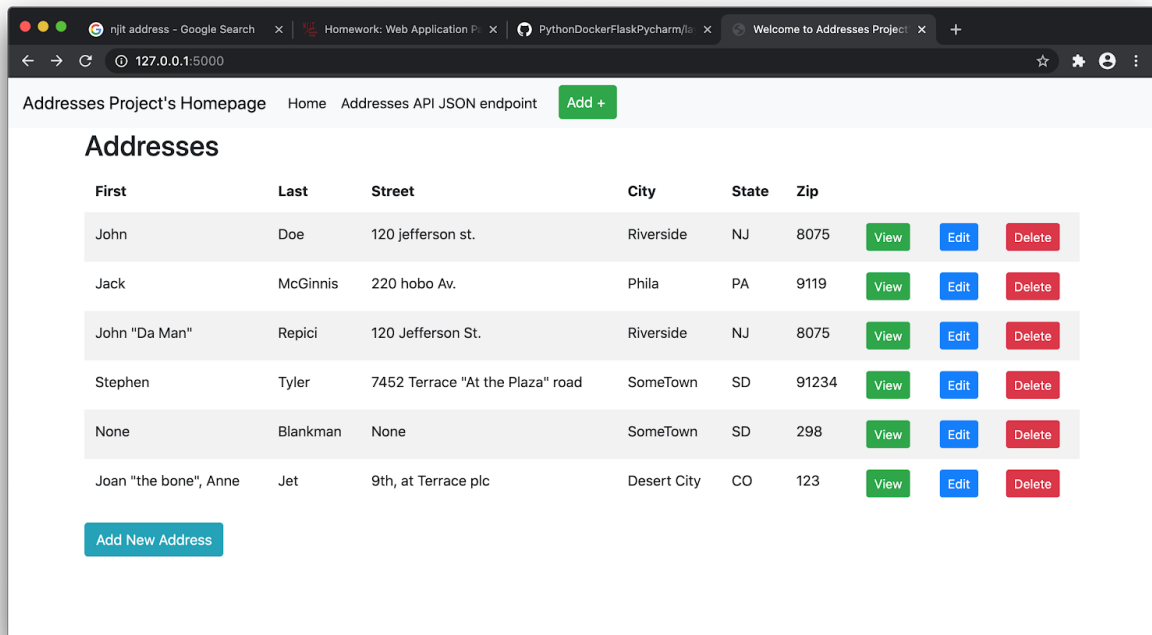 njit address - Google Search
Homework: Web Application Pa
PythonDockerFlaskPycharm/la
Welcome to Addresses Project
127.0.0.1:5000
Addresses Project's Homepage Home Addresses API JSON endpoint Add +
Addresses
First Last Street City State Zip
John Doe 120 jefferson st. Riverside NJ 8075 View Edit Delete
Jack McGinnis 220 hobo Av. Phila PA 9119 View Edit Delete
John "Da Man" Repici 120 Jefferson St. Riverside NJ 8075 View Edit Delete
Stephen Tyler 7452 Terrace "At the Plaza" road SomeTown SD 91234 View Edit Delete
None Blankman None SomeTown SD 298 View Edit Delete
Joan "the bone", Anne Jet 9th, at Terrace plc Desert City CO 123 View Edit Delete
Add New Address